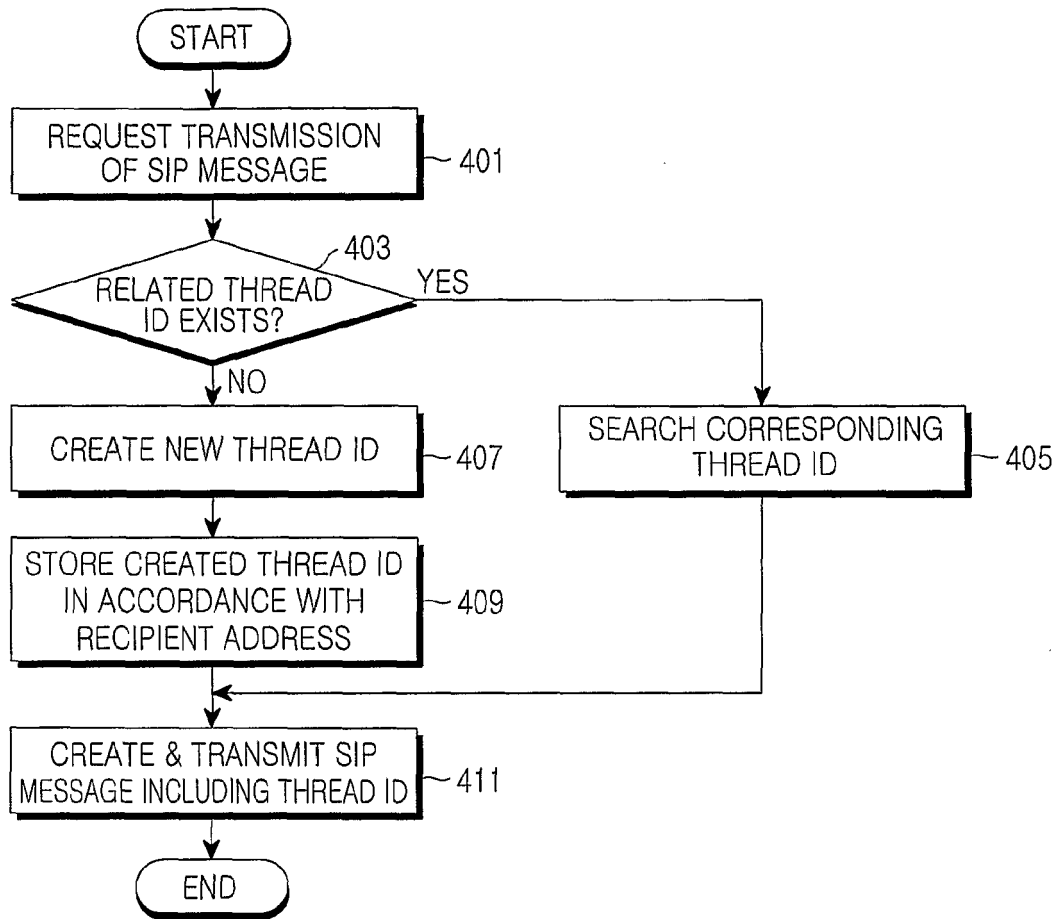 START
REQUEST TRANSMISSION
OF SIP MESSAGE
401
403
RELATED THREAD
ID EXISTS?
YES
NO
CREATE NEW THREAD ID
407
SEARCH CORRESPONDING
THREAD ID
405
STORE CREATED THREAD ID
IN ACCORDANCE WITH
RECIPIENT ADDRESS
409
CREATE & TRANSMIT SIP
MESSAGE INCLUDING THREAD ID
411
END